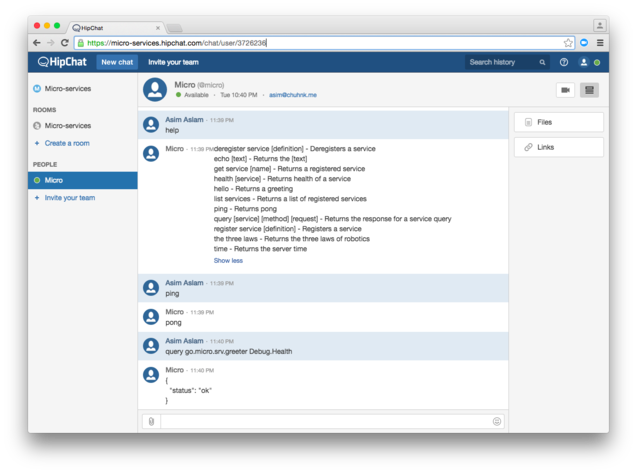 HipChat
https://micro-services.hipchat.com/chat/user/3726236
HipChat
New chat
Invite your team
Search history
Micro-services
ROOMS
Micro-services
+ Create a room
PEOPLE
Micro
+ Invite your team
Micro (@micro)
Available · Tue 10:40 PM · asim@chuhnk.me
Files
Links
Asim Aslam · 11:39 PM
help
Micro · 11:39 PM
deregister service [definition] - Deregisters a service
echo [text] - Returns the [text]
get service [name] - Returns a registered service
health [service] - Returns health of a service
hello - Returns a greeting
list services - Returns a list of registered services
ping - Returns pong
query [service] [method] [request] - Returns the response for a service query
register service [definition] - Registers a service
the three laws - Returns the three laws of robotics
time - Returns the server time
Show less
Asim Aslam · 11:39 PM
ping
Micro · 11:39 PM
pong
Asim Aslam · 11:40 PM
query go.micro.srv.greeter Debug.Health
Micro · 11:40 PM
{
"status": "ok"
}